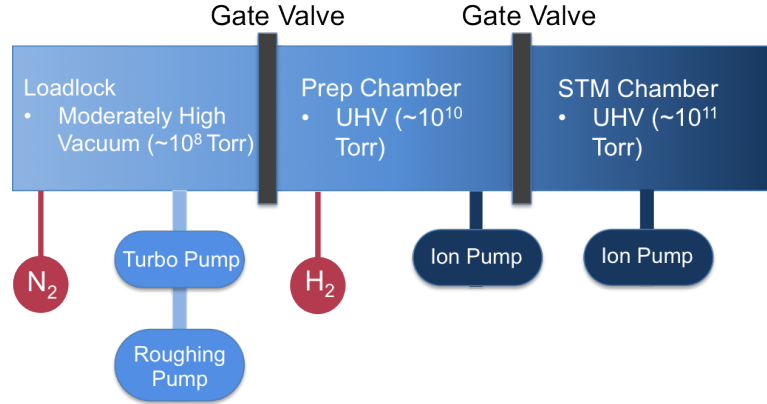 Gate Valve
Gate Valve
Loadlock
• Moderately High
Vacuum (~10⁸ Torr)
Prep Chamber
• UHV (~10¹⁰
Torr)
STM Chamber
• UHV (~10¹¹
Torr)
N₂
Turbo Pump
Roughing
Pump
H₂
Ion Pump
Ion Pump